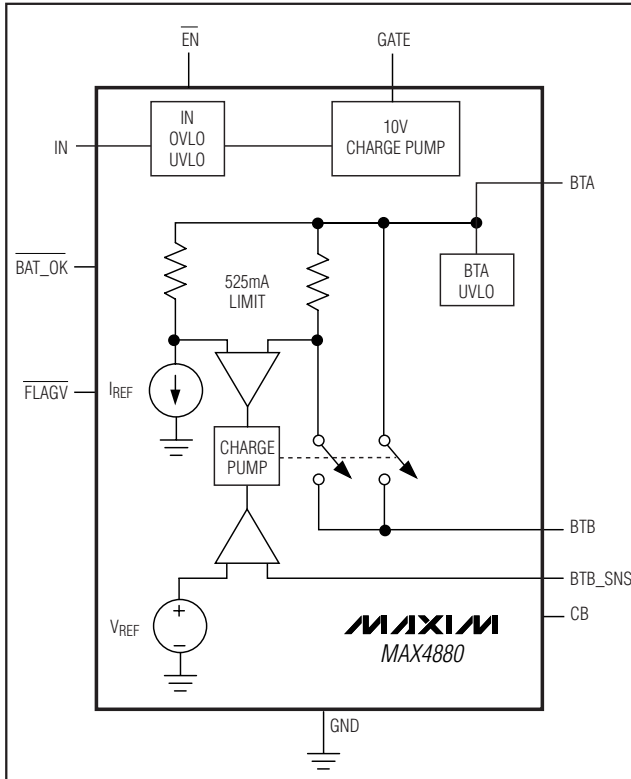 EN
GATE
IN
OVLO
UVLO
10V
CHARGE PUMP
IN
BTA
BAT_OK
525mA
LIMIT
BTA
UVLO
FLAGV
IREF
CHARGE
PUMP
BTB
BTB_SNS
VREF
MAXIM
MAX4880
CB
GND